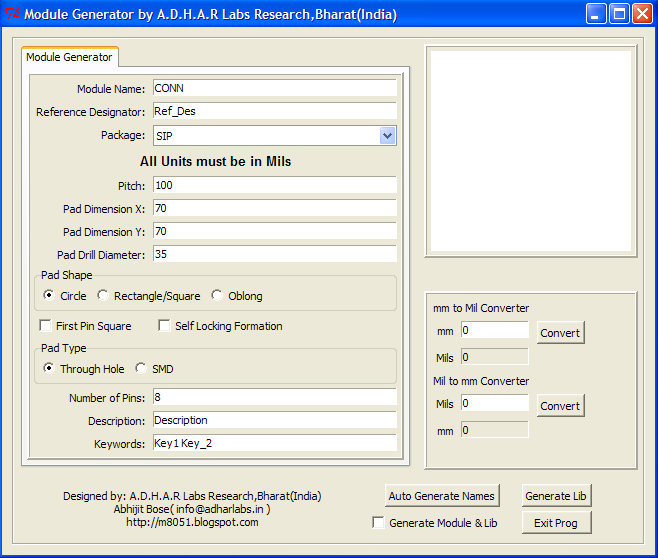 Module Generator by A.D.H.A.R Labs Research,Bharat(India)
Module Generator
Module Name: CONN
Reference Designator: Ref_Des
Package: SIP
All Units must be in Mils
Pitch: 100
Pad Dimension X: 70
Pad Dimension Y: 70
Pad Drill Diameter: 35
Pad Shape
Circle Rectangle/Square Oblong
First Pin Square Self Locking Formation
Pad Type
Through Hole SMD
Number of Pins: 8
Description: Description
Keywords: Key1 Key_2
mm to Mil Converter
mm 0 Convert
Mils 0
Mil to mm Converter
Mils 0 Convert
mm 0
Designed by: A.D.H.A.R Labs Research,Bharat(India)
Abhijit Bose( info@adharlabs.in )
http://m8051.blogspot.com
Auto Generate Names Generate Lib
Generate Module & Lib Exit Prog